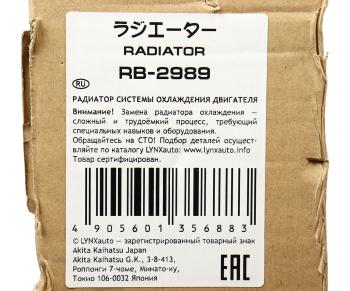 ラジエーター
RADIATOR
RB-2989
RU
РАДИАТОР СИСТЕМЫ ОХЛАЖДЕНИЯ ДВИГАТЕЛЯ
Внимание! Замена радиатора охлаждения —
сложный и трудоёмкий процесс, требующий
специальных навыков и оборудования.
Обращайтесь на СТО! Подбор детали осущест-
вляйте по каталогу LYNXauto: www.lynxauto.info
Товар сертифицирован.
4 905601 356883
© LYNXauto — зарегистрированный товарный знак
Akita Kaihatsu Japan
Akita Kaihatsu G.K., 3-8-413,
Роппонги 7-чоме, Минато-ку,
Токио 106-0032 Япония
EAC